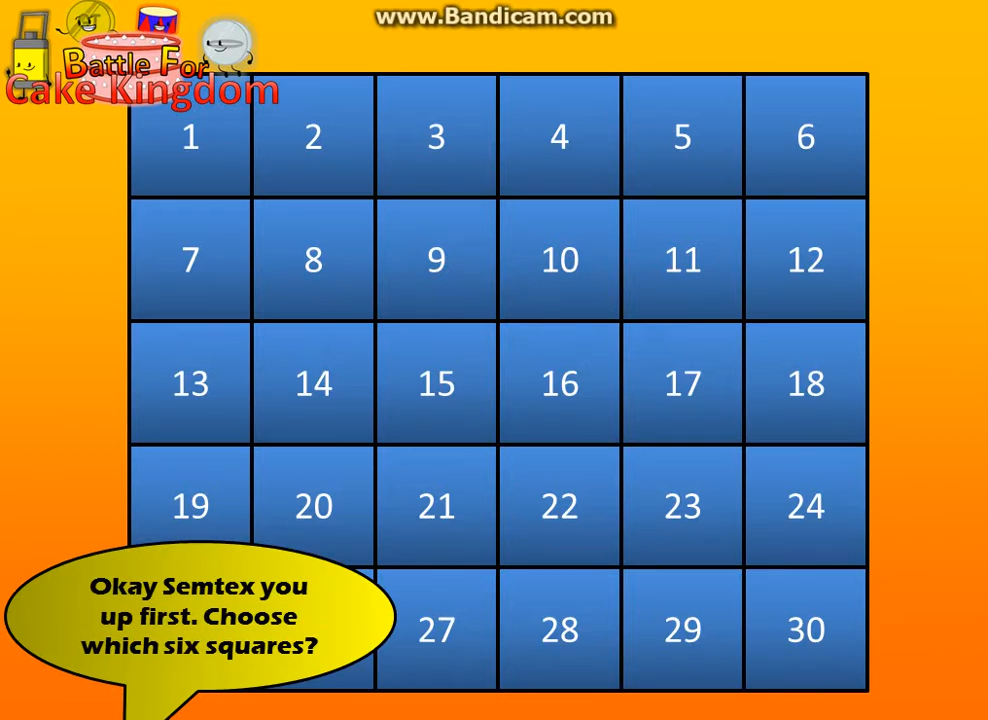 www.Bandicam.com
Battle For
Cake Kingdom
1 2 3 4 5 6
7 8 9 10 11 12
13 14 15 16 17 18
19 20 21 22 23 24
27 28 29 30
Okay Semtex you
up first. Choose
which six squares?